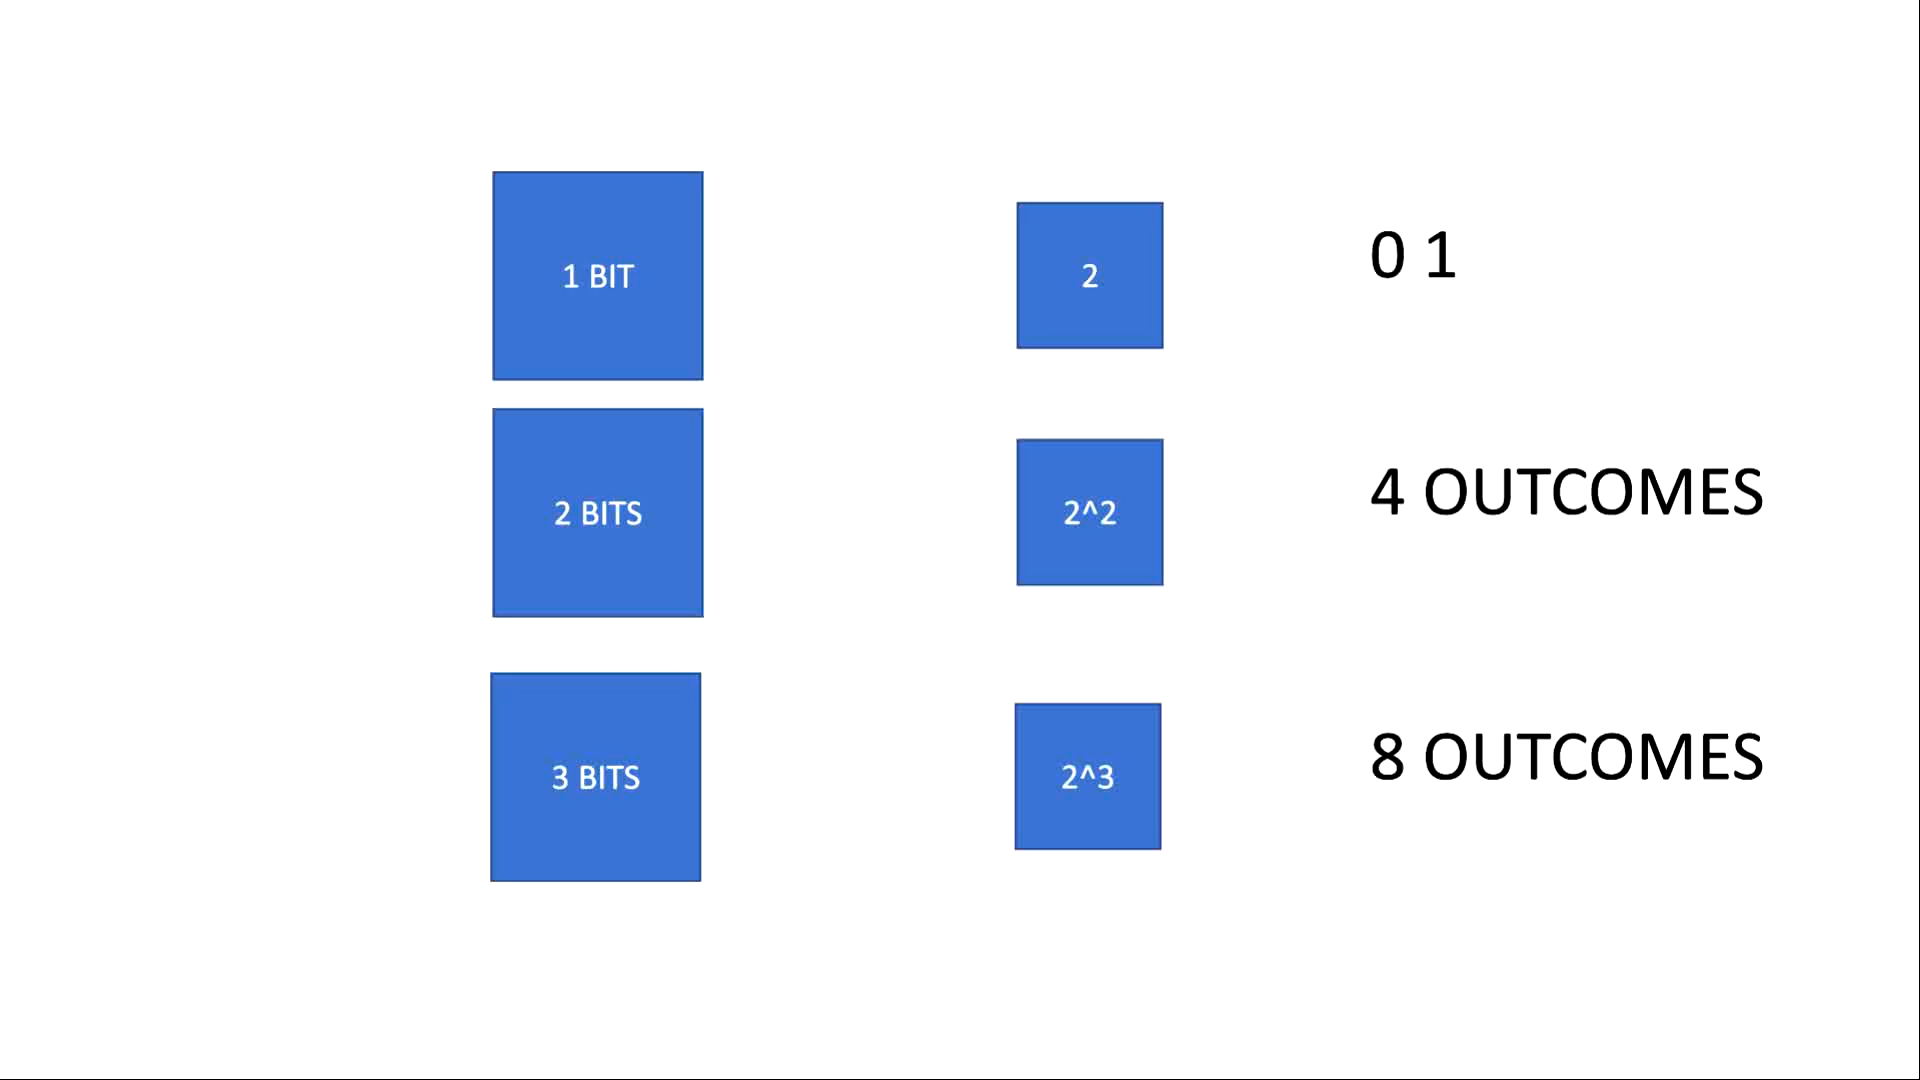 1 BIT
2
0 1
2 BITS
2^2
4 OUTCOMES
3 BITS
2^3
8 OUTCOMES